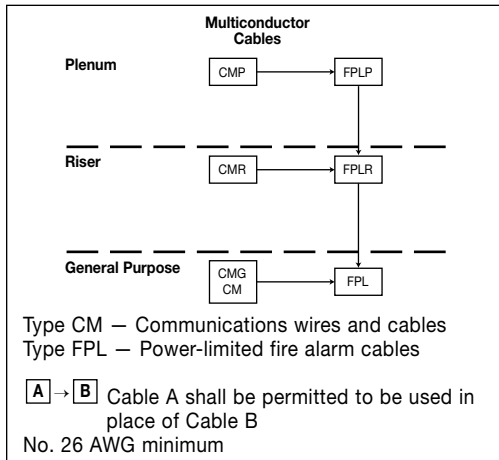 Multiconductor
Cables
Plenum
CMP
FPLP
Riser
CMR
FPLR
General Purpose
CMG
CM
FPL
Type CM — Communications wires and cables
Type FPL — Power-limited fire alarm cables
A → B Cable A shall be permitted to be used in
place of Cable B
No. 26 AWG minimum